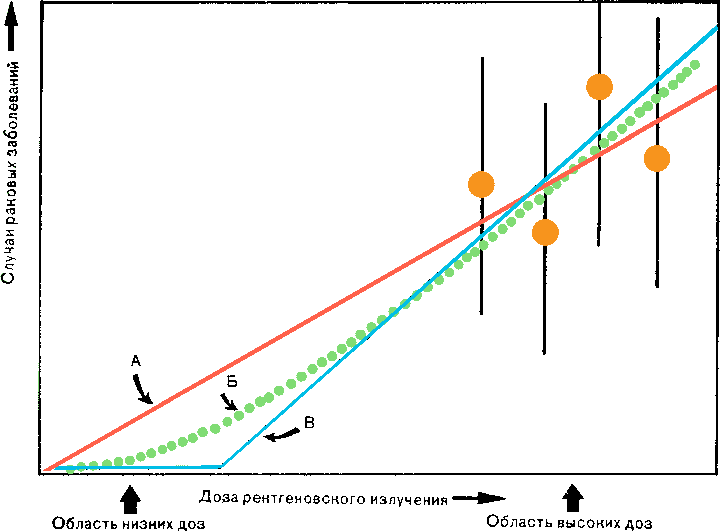 Случаи раковых заболеваний
А
Б
В
Доза рентгеновского излучения
Область низких доз
Область высоких доз